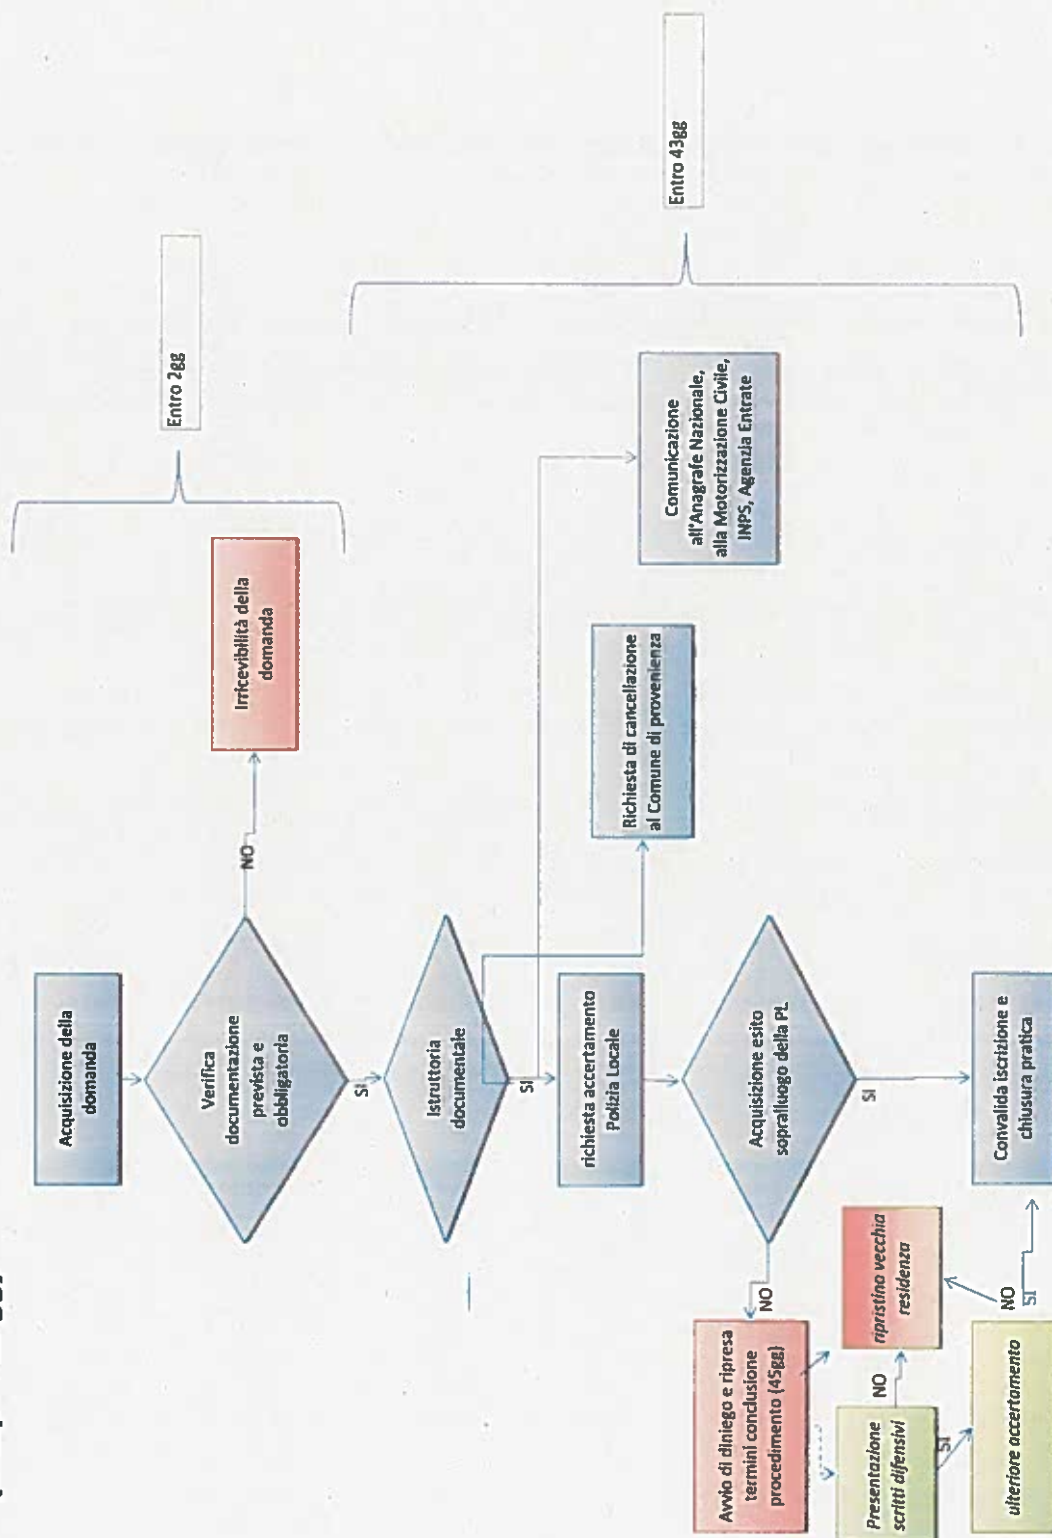 Acquisizione della
domanda
Verifica
documentazione
prevista e
obbligatoria
NO
Irricevibilità della
domanda
Entro 2gg
SI
Istruttoria
documentale
SI
richiesta accertamento
Polizia Locale
Richiesta di cancellazione
al Comune di provenienza
Comunicazione
all'Anagrafe Nazionale,
alla Motorizzazione Civile,
INPS, Agenzia Entrate
Entro 43gg
Acquisizione esito
sopralluogo della PL
NO
SI
Avvio di diniego e ripresa
termini conclusione
procedimento (45gg)
Presentazione
scritti difensivi
NO
SI
ripristino vecchia
residenza
ulteriore accertamento
NO
SI
Convalida iscrizione e
chiusura pratica